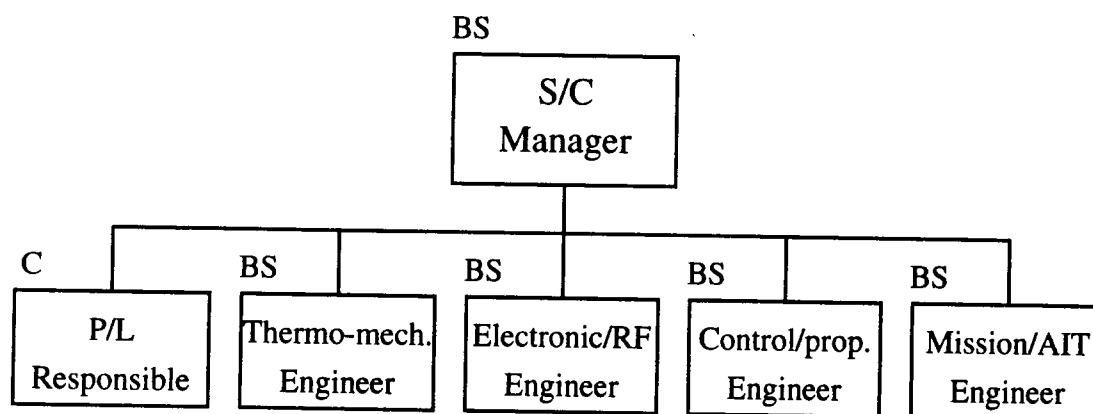 BS
S/C
Manager
C
BS
BS
BS
BS
P/L
Responsible
Thermo-mech.
Engineer
Electronic/RF
Engineer
Control/prop.
Engineer
Mission/AIT
Engineer